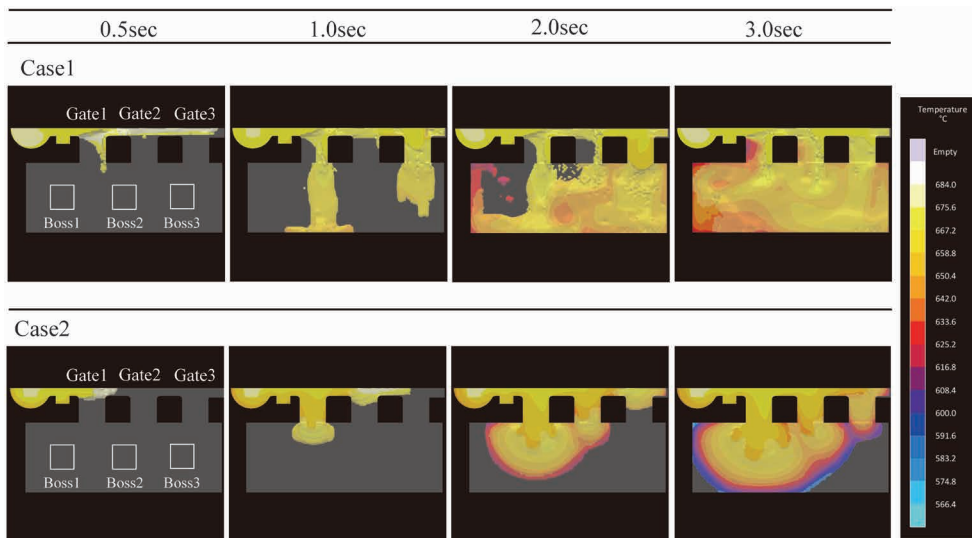 0.5sec 1.0sec 2.0sec 3.0sec
Case1
Gate1 Gate2 Gate3
Boss1 Boss2 Boss3
Case2
Gate1 Gate2 Gate3
Boss1 Boss2 Boss3
Temperature
°C
Empty
684.0
675.6
667.2
658.8
650.4
642.0
633.6
625.2
616.8
608.4
600.0
591.6
583.2
574.8
566.4